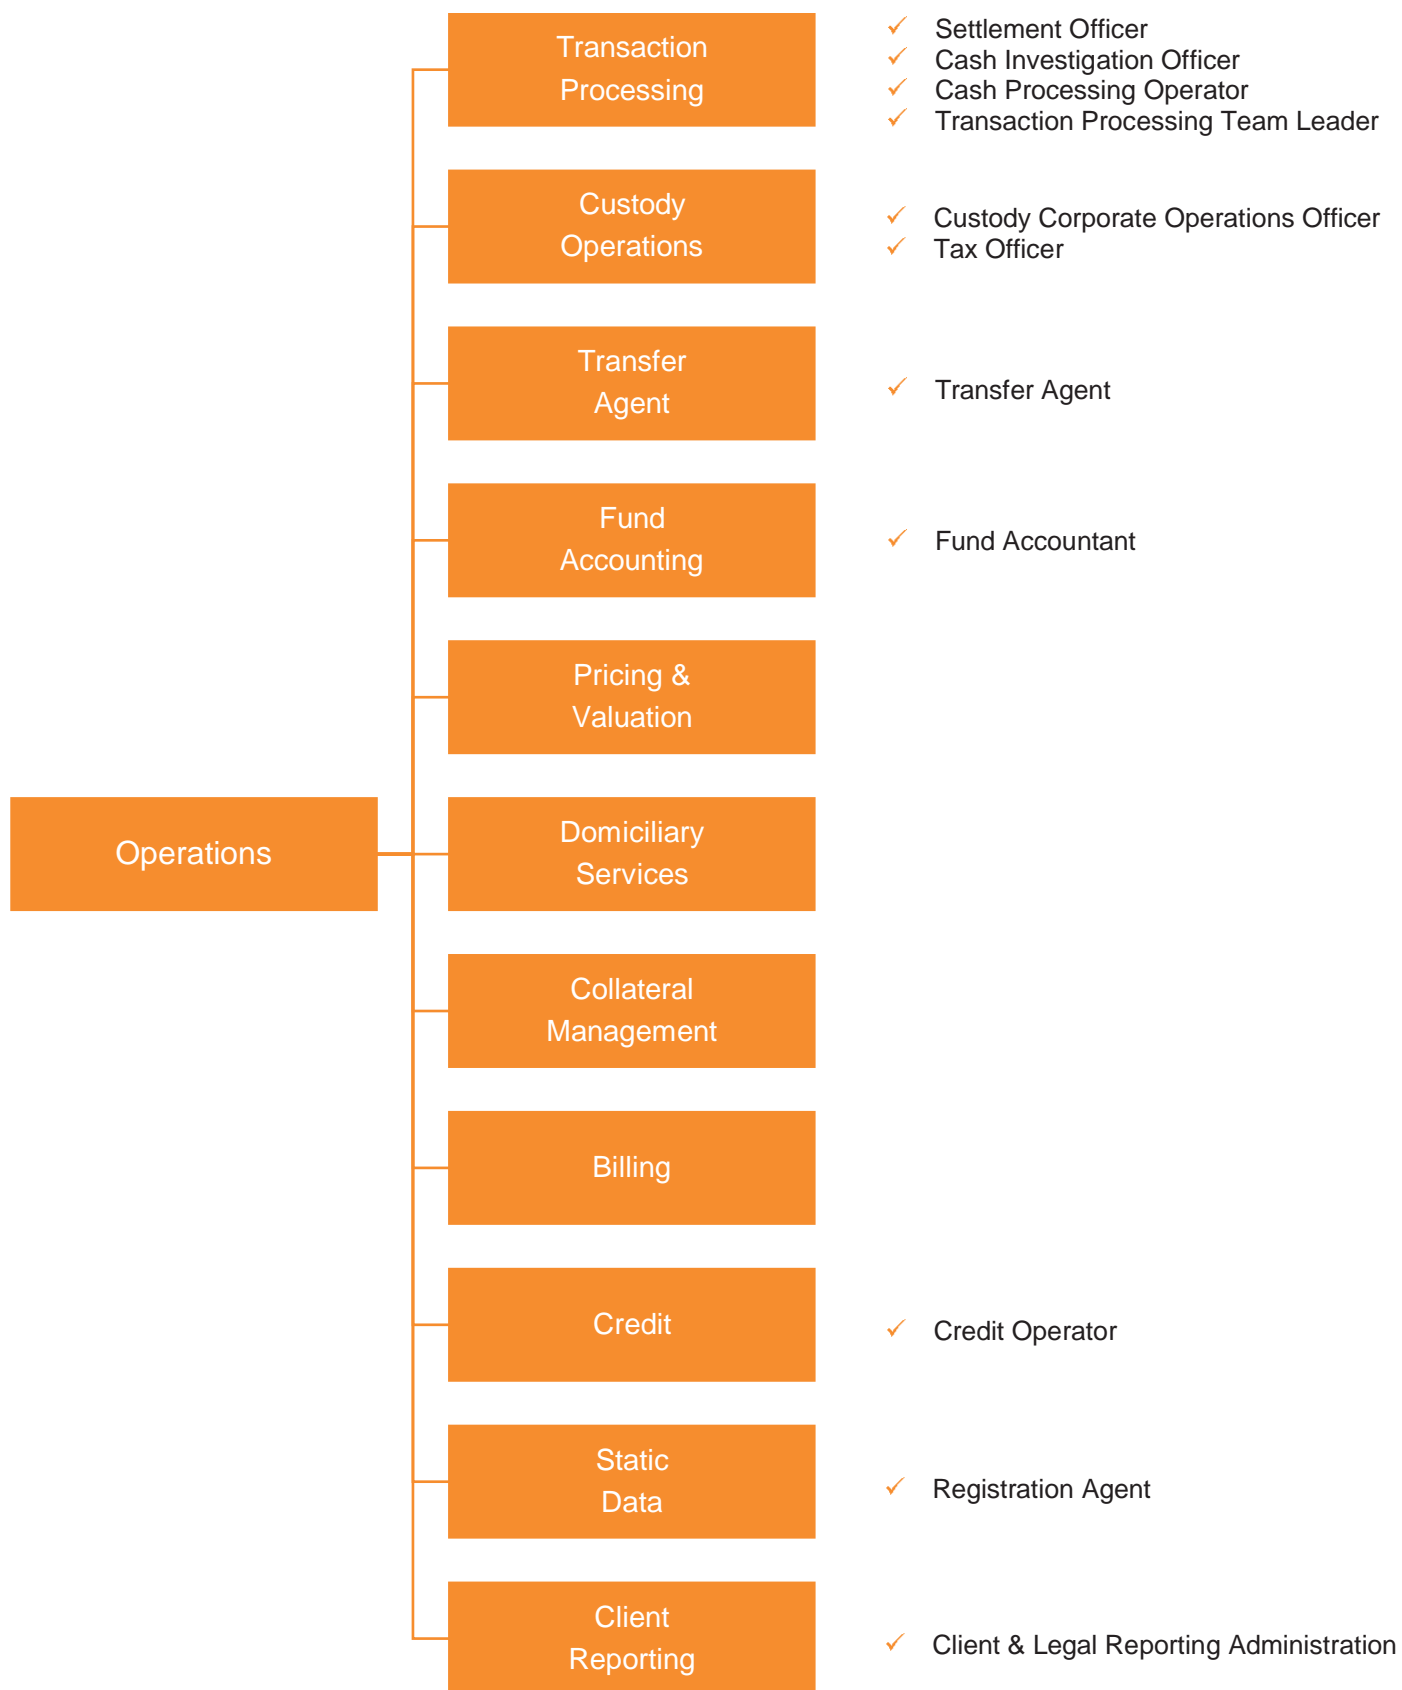 Transaction
Processing
Settlement Officer
Cash Investigation Officer
Cash Processing Operator
Transaction Processing Team Leader
Custody
Operations
Custody Corporate Operations Officer
Tax Officer
Transfer
Agent
Transfer Agent
Fund
Accounting
Fund Accountant
Pricing &
Valuation
Operations
Domiciliary
Services
Collateral
Management
Billing
Credit
Credit Operator
Static
Data
Registration Agent
Client
Reporting
Client & Legal Reporting Administration